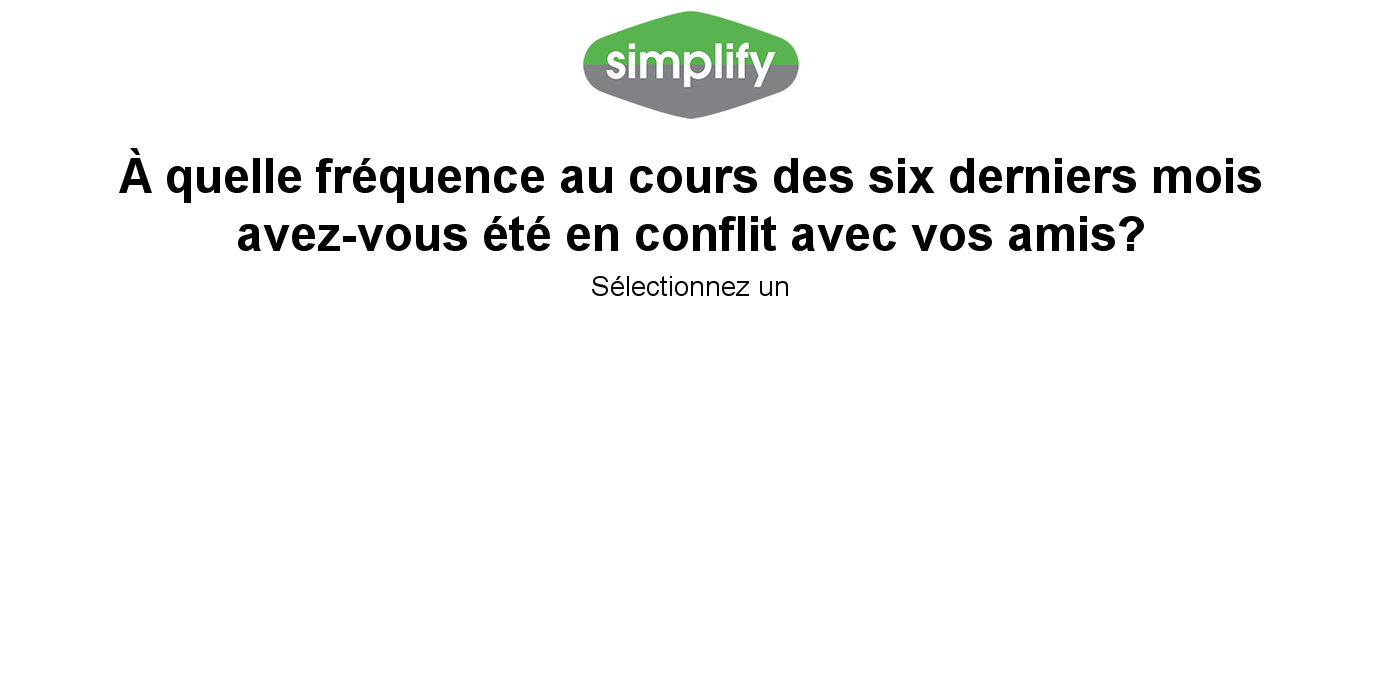 simplify
À quelle fréquence au cours des six derniers mois
avez-vous été en conflit avec vos amis?
Sélectionnez un